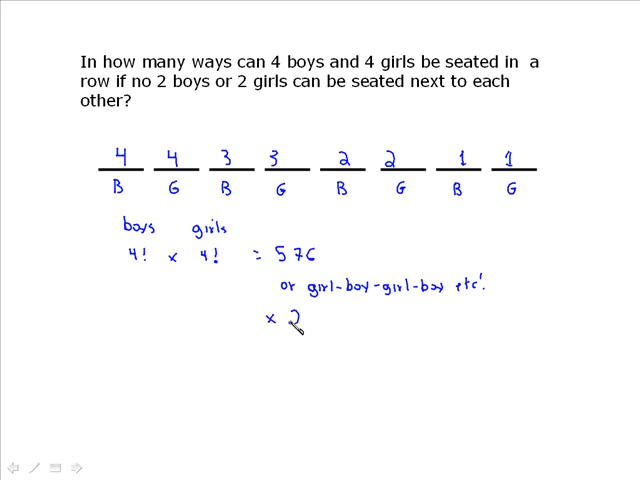 In how many ways can 4 boys and 4 girls be seated in a
row if no 2 boys or 2 girls can be seated next to each
other?
4 4 3 3 2 2 1 1
B G B G B G B G
boys girls
4! x 4! = 576
or girl-boy-girl-boy etc!
x 2